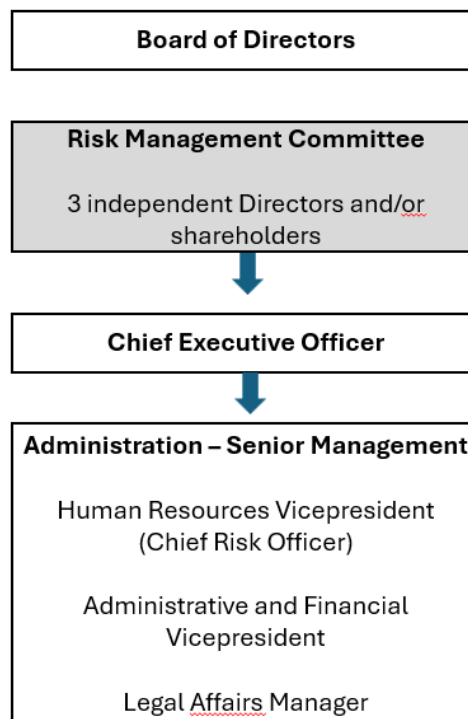 Board of Directors
Risk Management Committee
3 independent Directors and/or
shareholders
Chief Executive Officer
Administration – Senior Management
Human Resources Vicepresident
(Chief Risk Officer)
Administrative and Financial
Vicepresident
Legal Affairs Manager